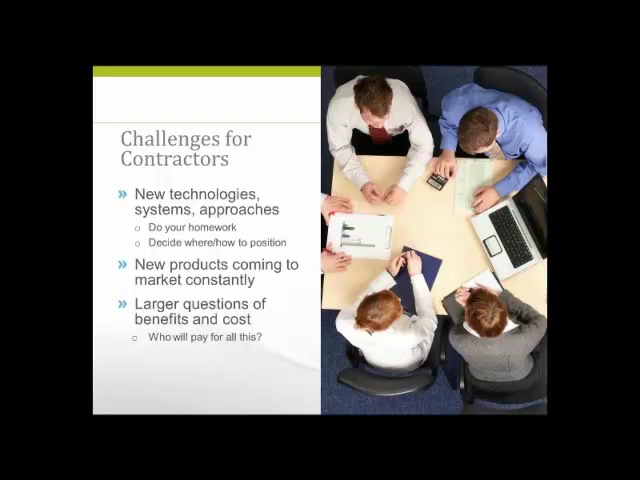 Challenges for
Contractors
» New technologies,
systems, approaches
o Do your homework
o Decide where/how to position
» New products coming to
market constantly
» Larger questions of
benefits and cost
o Who will pay for all this?